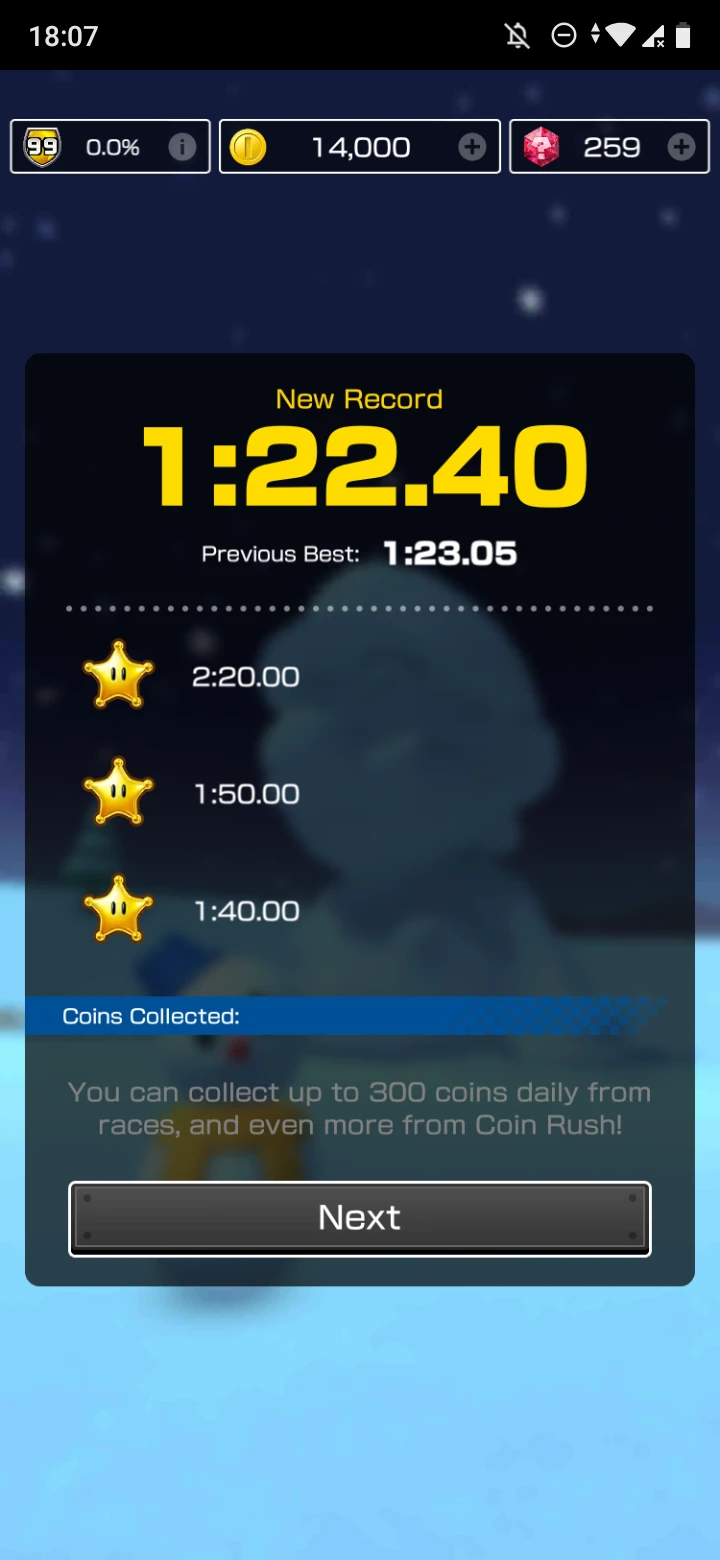 18:07
99 0.0% i 14,000 + ? 259 +
New Record
1:22.40
Previous Best: 1:23.05
2:20.00
1:50.00
1:40.00
Coins Collected:
You can collect up to 300 coins daily from
races, and even more from Coin Rush!
Next